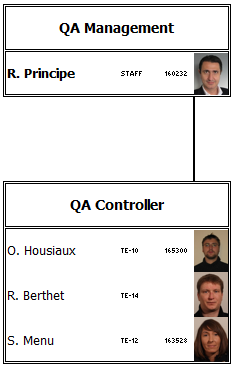 QA Management
R. Principe STAFF 160232
QA Controller
O. Housiaux TE-10 165300
R. Berthet TE-14
S. Menu TE-12 163528